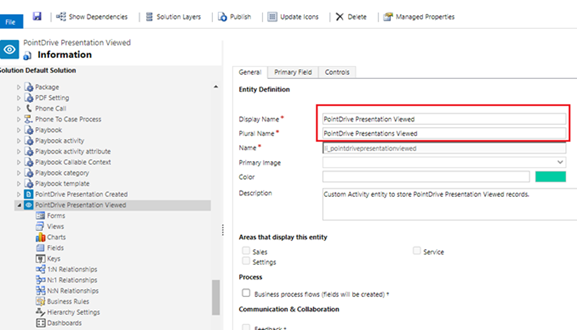 File
Show Dependencies
Solution Layers
Publish
Update Icons
Delete
Managed Properties
PointDrive Presentation Viewed
Information
Solution Default Solution
Package
PDF Setting
Phone Call
Phone To Case Process
Playbook
Playbook activity
Playbook activity attribute
Playbook Callable Context
Playbook category
Playbook template
PointDrive Presentation Created
PointDrive Presentation Viewed
Forms
Views
Charts
Fields
Keys
1:N Relationships
N:1 Relationships
N:N Relationships
Business Rules
Hierarchy Settings
Dashboards
General Primary Field Controls
Entity Definition
Display Name * PointDrive Presentation Viewed
Plural Name * PointDrive Presentations Viewed
Name * li_pointdrivepresentationviewed
Primary Image
Color
Description Custom Activity entity to store PointDrive Presentation Viewed records.
Areas that display this entity
Sales Service
Settings
Process
Business process flows (fields will be created) *
Communication & Collaboration
Feedback *